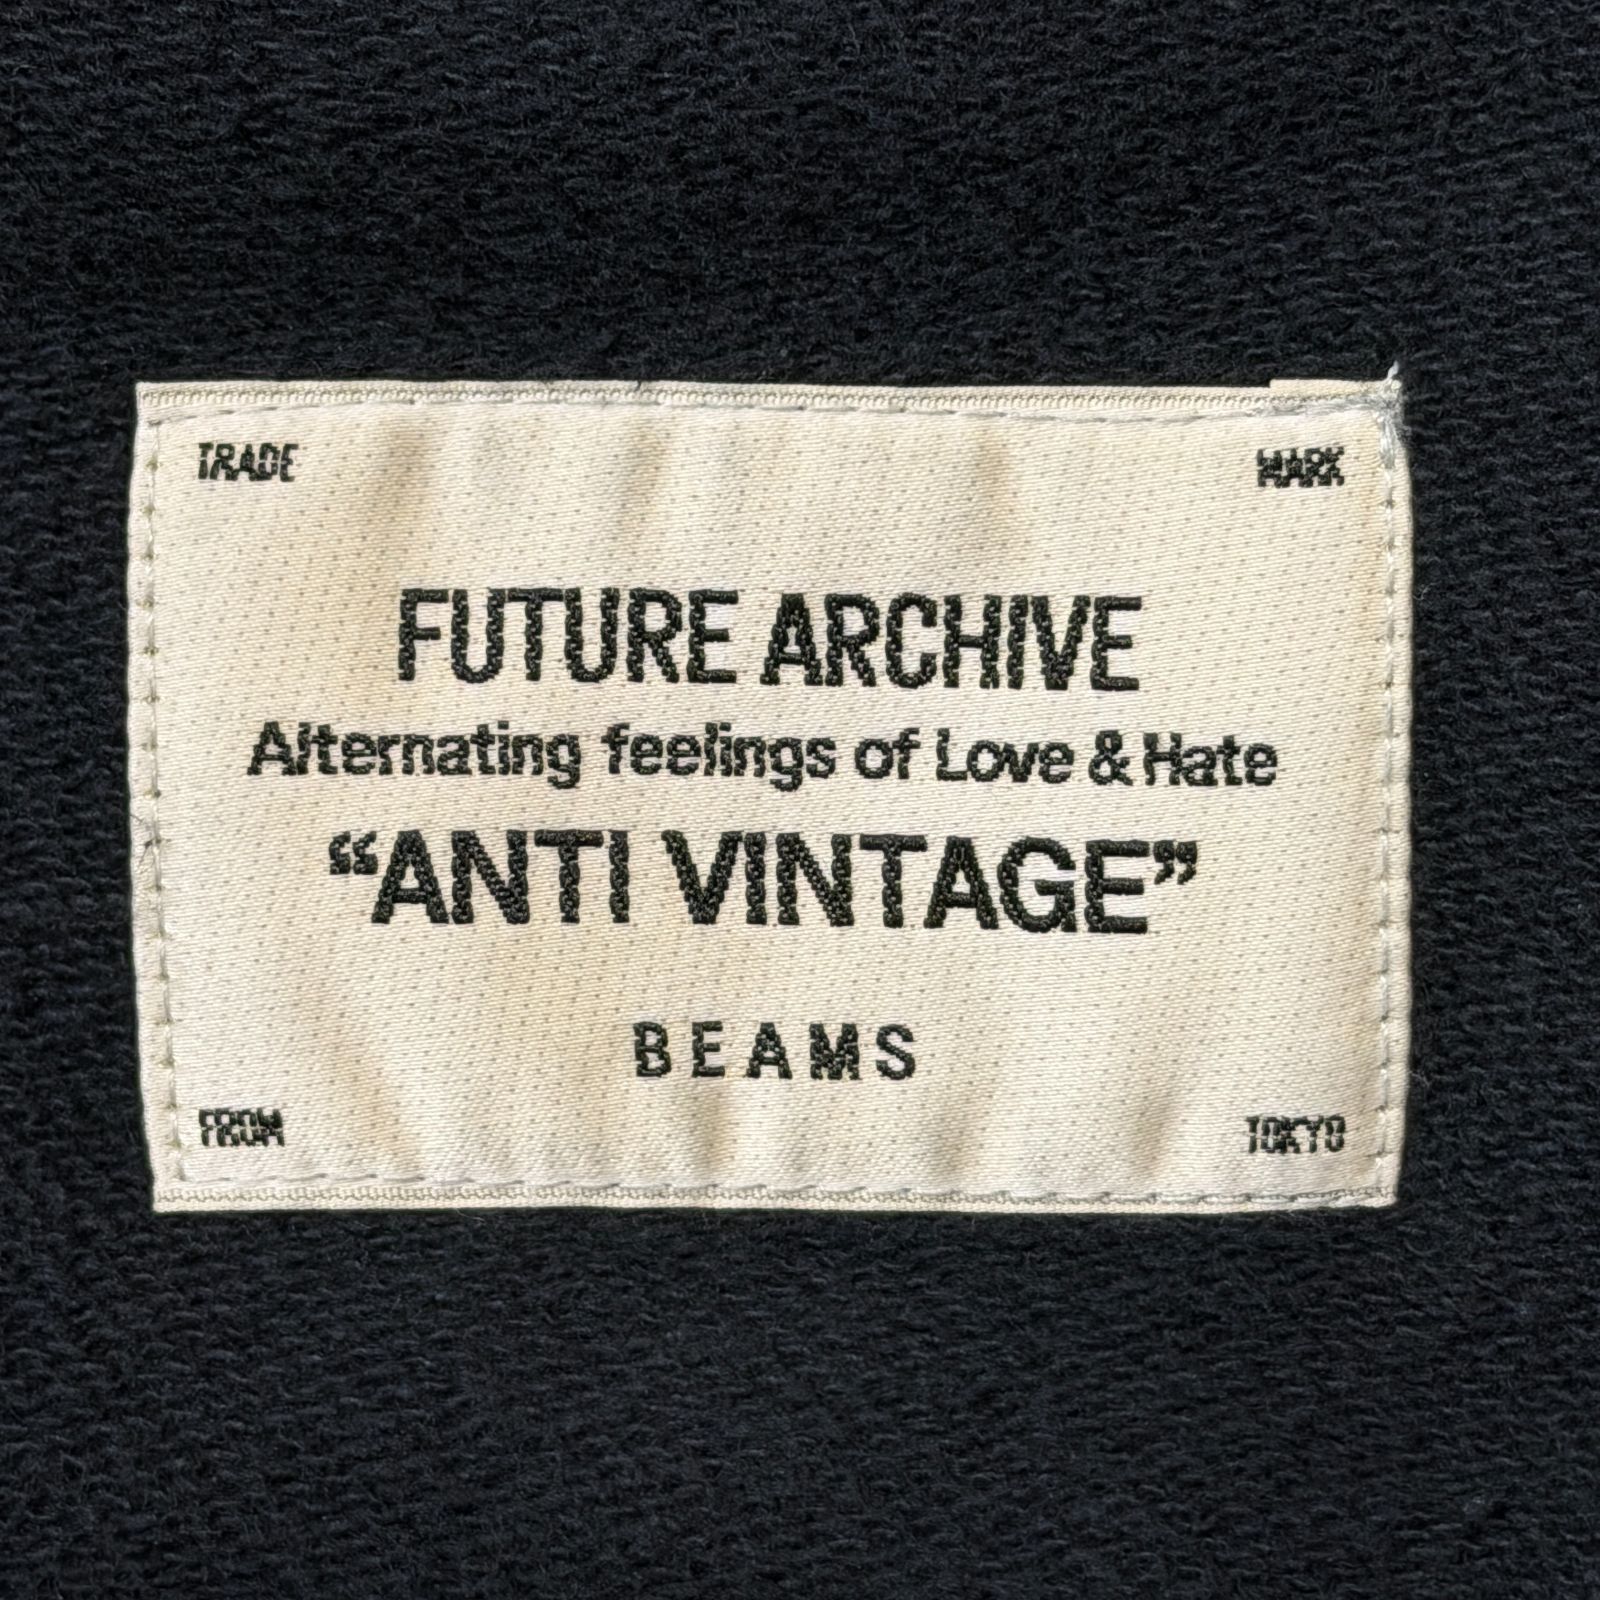 TRADE MARK
FUTURE ARCHIVE
Alternating feelings of Love & Hate
“ANTI VINTAGE”
BEAMS
FROM TOKYO